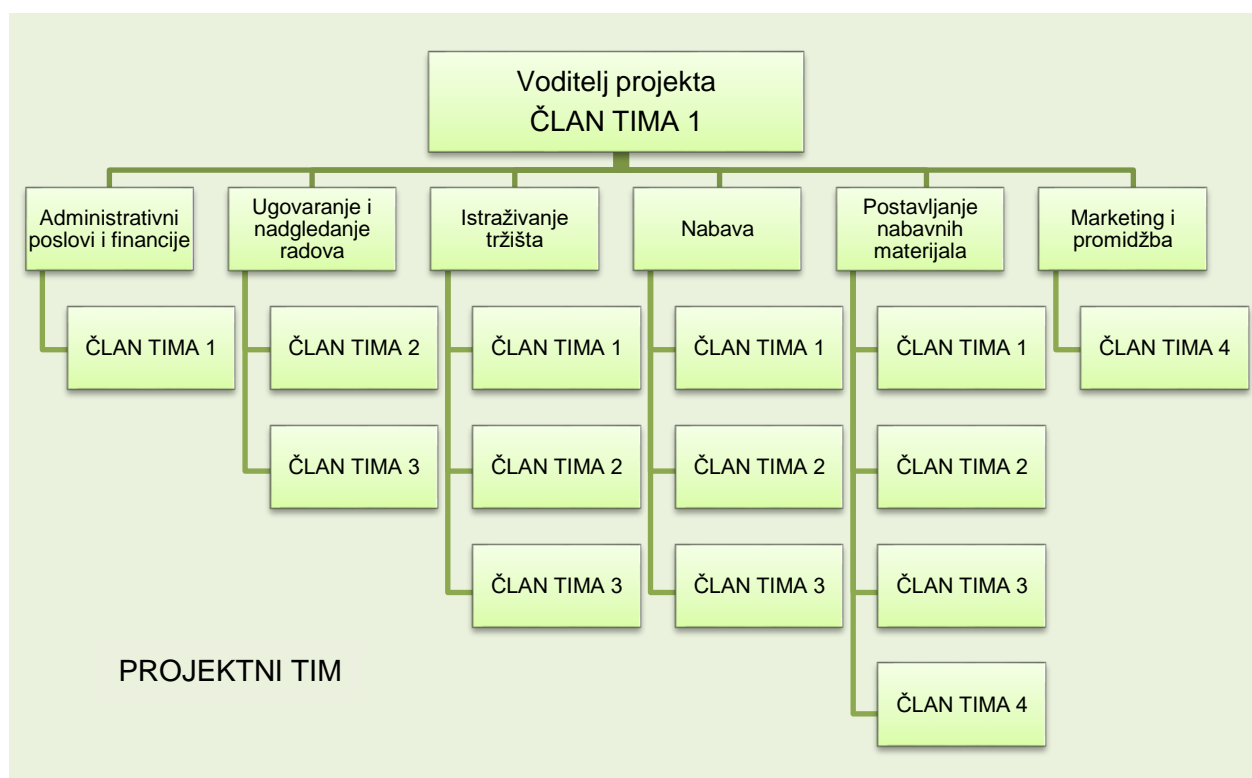 Voditelj projekta
ČLAN TIMA 1
Administrativni
poslovi i financije
Ugovaranje i
nadgledanje
radova
Istraživanje
tržišta
Nabava
Postavljanje
nabavnih
materijala
Marketing i
promidžba
ČLAN TIMA 1
ČLAN TIMA 2
ČLAN TIMA 1
ČLAN TIMA 1
ČLAN TIMA 1
ČLAN TIMA 4
ČLAN TIMA 3
ČLAN TIMA 2
ČLAN TIMA 2
ČLAN TIMA 2
ČLAN TIMA 3
ČLAN TIMA 3
ČLAN TIMA 3
PROJEKTNI TIM
ČLAN TIMA 4